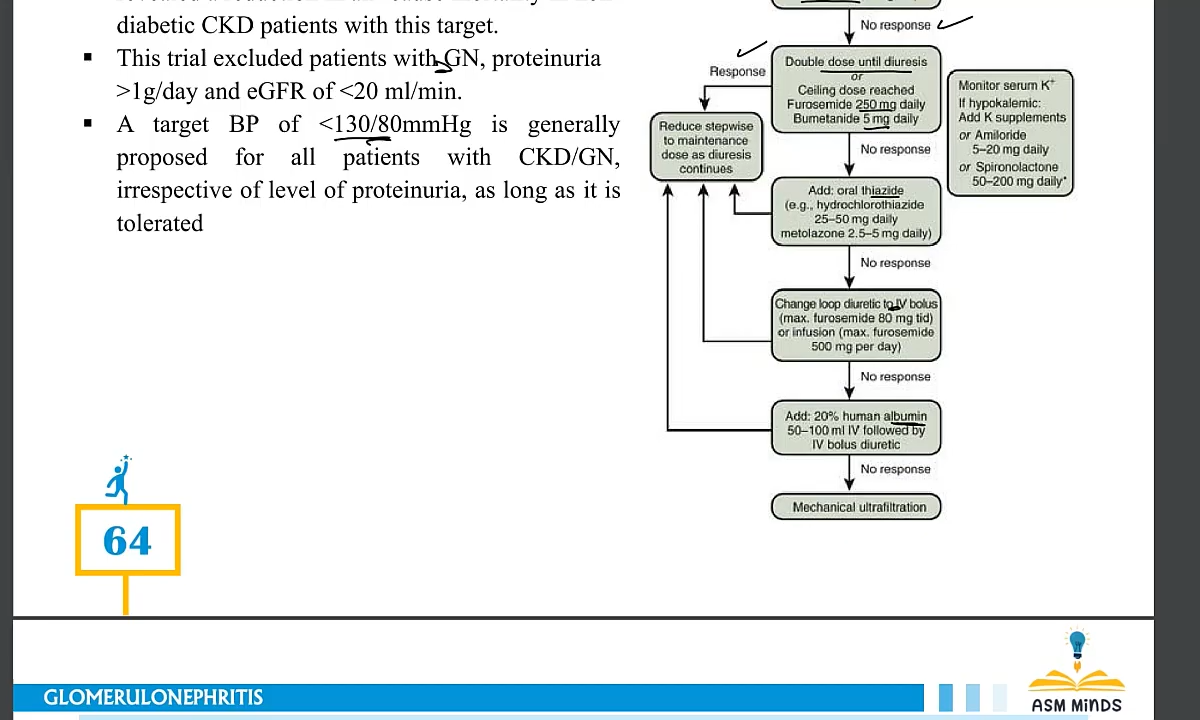 diabetic CKD patients with this target.
▪ This trial excluded patients with GN, proteinuria
>1g/day and eGFR of <20 ml/min.
▪ A target BP of <130/80mmHg is generally
proposed for all patients with CKD/GN,
irrespective of level of proteinuria, as long as it is
tolerated
No response
Response
Double dose until diuresis
or
Ceiling dose reached
Furosemide 250 mg daily
Bumetanide 5 mg daily
Monitor serum K⁺
If hypokalemic:
Add K supplements
or Amiloride
5–20 mg daily
or Spironolactone
50–200 mg daily*
Reduce stepwise
to maintenance
dose as diuresis
continues
No response
Add: oral thiazide
(e.g., hydrochlorothiazide
25–50 mg daily
metolazone 2.5–5 mg daily)
No response
Change loop diuretic to IV bolus
(max. furosemide 80 mg tid)
or infusion (max. furosemide
500 mg per day)
No response
Add: 20% human albumin
50–100 ml IV followed by
IV bolus diuretic
No response
Mechanical ultrafiltration
64
GLOMERULONEPHRITIS
ASM MiNDS